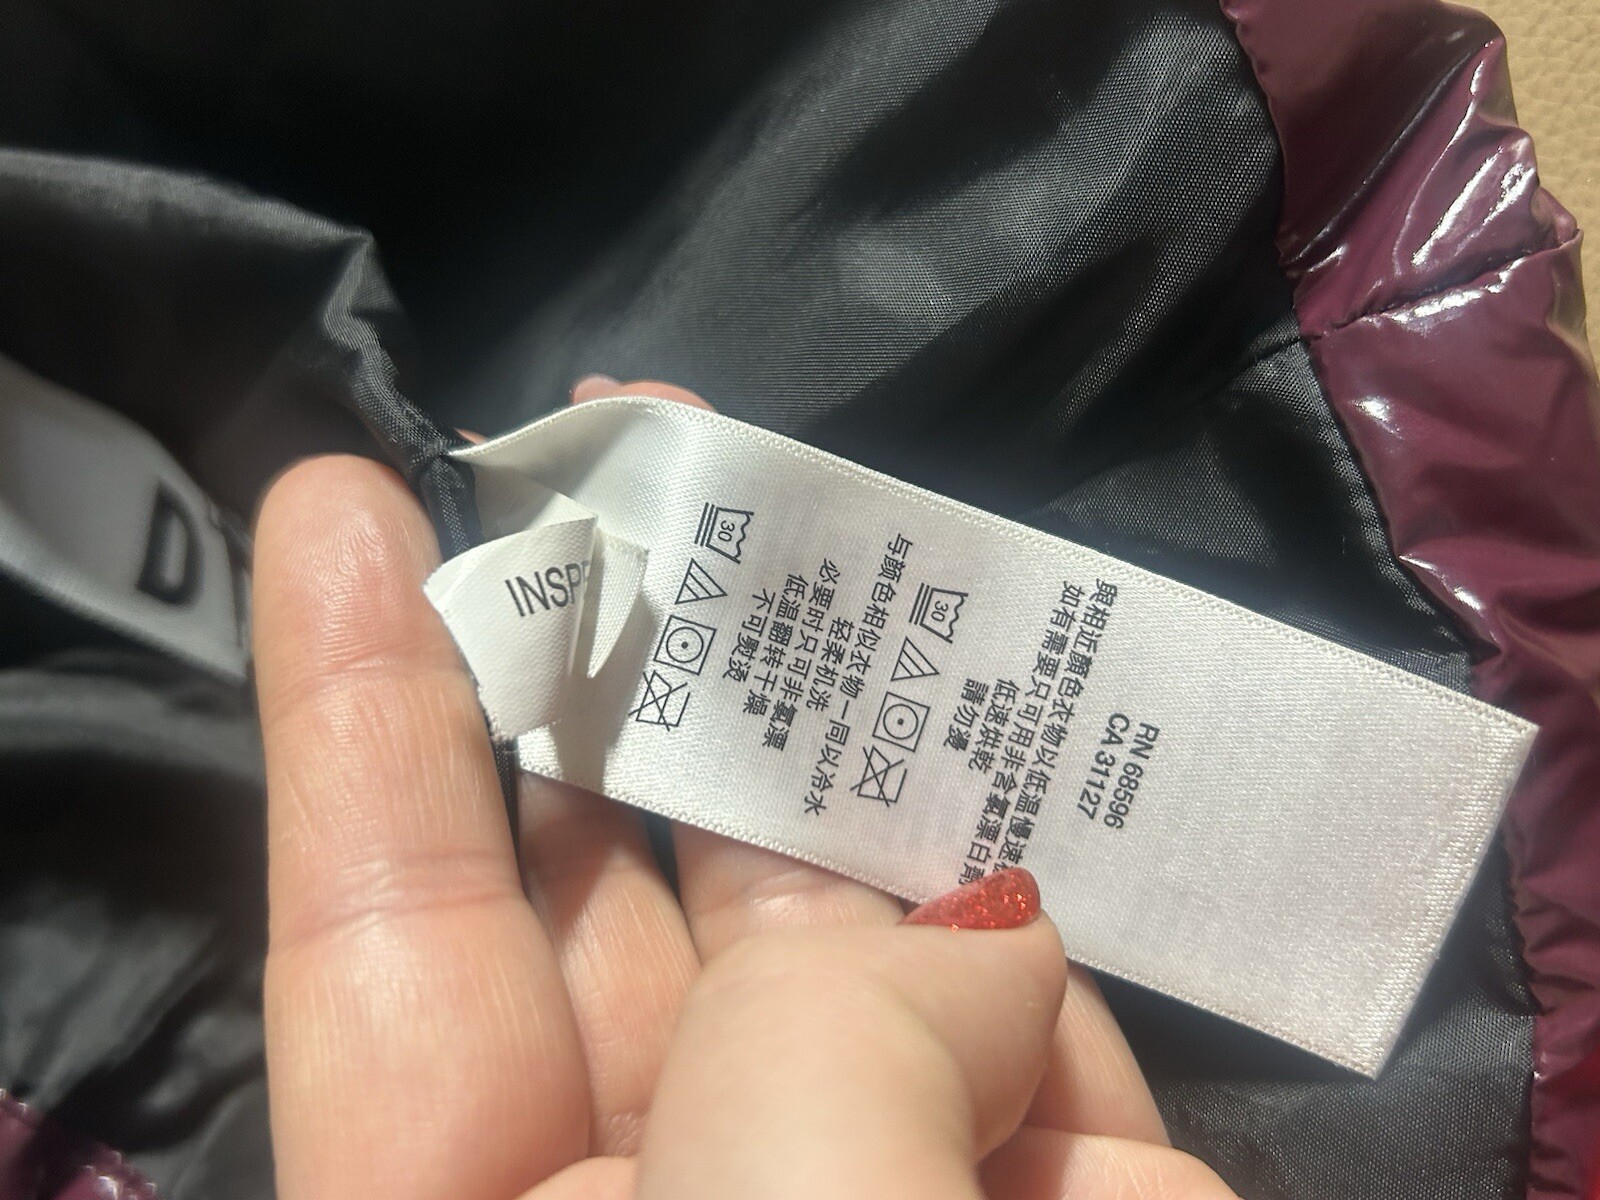 D
INSP
30
与颜色相似衣物一同以冷水
轻柔机洗
必要时只可非氯漂
低温翻转干燥
不可熨烫
30
與相近顏色衣物以低温慢速
如有需要只可用非含氯漂白劑
低速烘乾
請勿燙
RN 68596
CA 31127